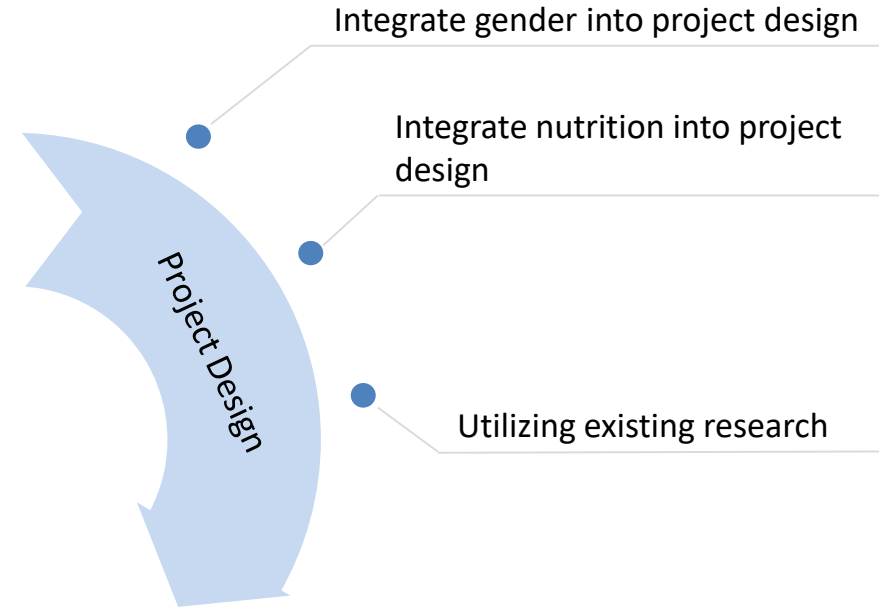 Integrate gender into project design
Integrate nutrition into project
design
Project Design
Utilizing existing research